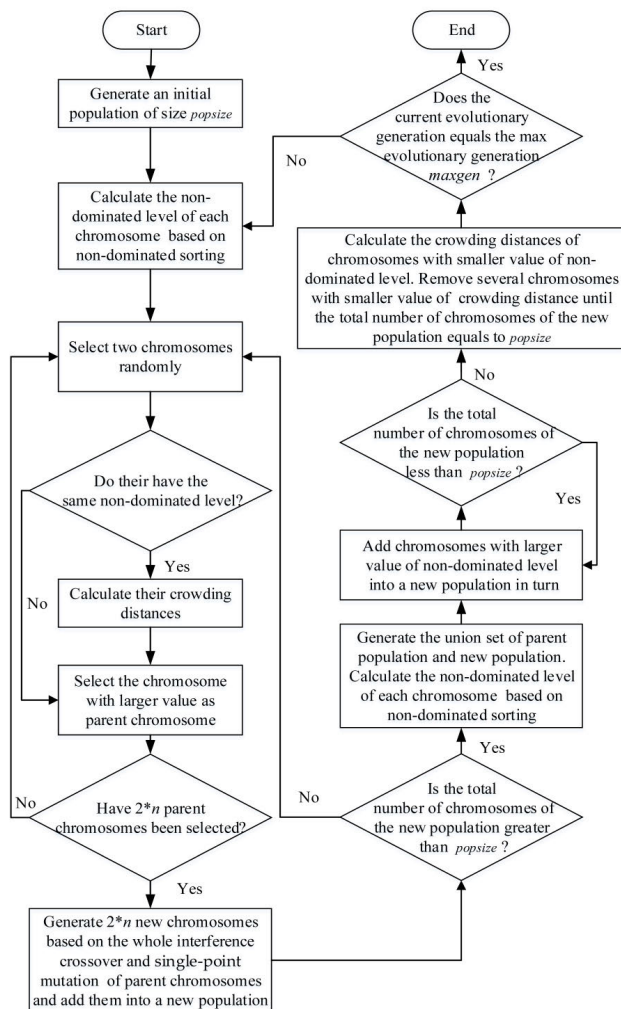 Start
Generate an initial
population of size popsize
Calculate the non-
dominated level of each
chromosome based on
non-dominated sorting
Select two chromosomes
randomly
Do their have the
same non-dominated level?
Yes
No
Calculate their crowding
distances
Select the chromosome
with larger value as
parent chromosome
No
Have 2*n parent
chromosomes been selected?
Yes
Generate 2*n new chromosomes
based on the whole interference
crossover and single-point
mutation of parent chromosomes
and add them into a new population
End
Yes
Does the
current evolutionary
generation equals the max
evolutionary generation
maxgen ?
No
Calculate the crowding distances of
chromosomes with smaller value of non-
dominated level. Remove several chromosomes
with smaller value of crowding distance until
the total number of chromosomes of the new
population equals to popsize
No
Is the total
number of chromosomes of
the new population
less than popsize ?
Yes
Add chromosomes with larger
value of non-dominated level
into a new population in turn
Generate the union set of parent
population and new population.
Calculate the non-dominated level
of each chromosome based on
non-dominated sorting
Yes
No
Is the total
number of chromosomes of
the new population greater
than popsize ?